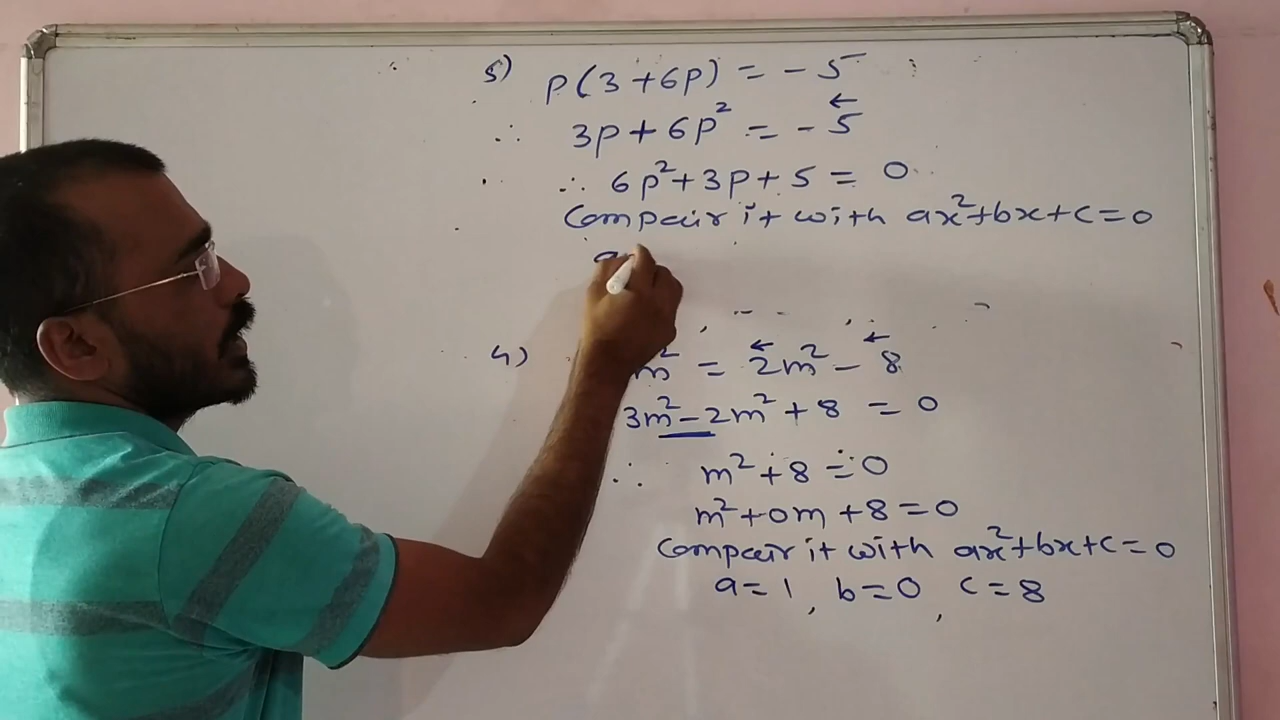 5) p(3+6p) = -5
∴ 3p+6p² = -5
∴ 6p²+3p+5 = 0
Compair it with ax²+bx+c=0
a
4) m² = 2m² - 8
3m²-2m²+8 = 0
∴ m²+8=0
m²+0m+8=0
Compair it with ax²+bx+c=0
a=1, b=0, c=8